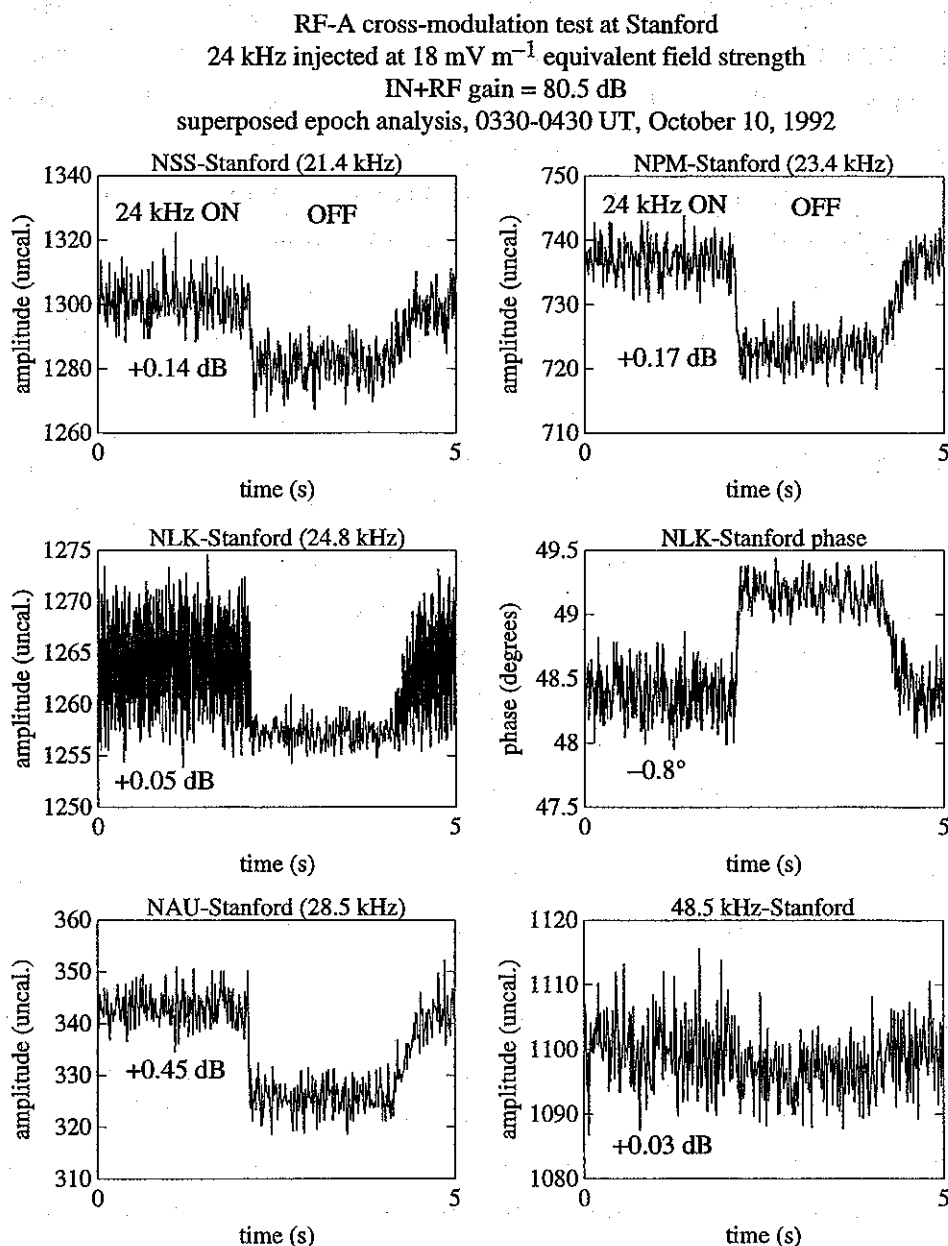 RF-A cross-modulation test at Stanford
24 kHz injected at 18 mV m⁻¹ equivalent field strength
IN+RF gain = 80.5 dB
superposed epoch analysis, 0330-0430 UT, October 10, 1992
NSS-Stanford (21.4 kHz)
1340
24 kHz ON OFF
1320
1300
+0.14 dB
1280
1260
amplitude (uncal.)
0 5
time (s)
NPM-Stanford (23.4 kHz)
750
24 kHz ON OFF
740
730
+0.17 dB
720
710
amplitude (uncal.)
0 5
time (s)
NLK-Stanford (24.8 kHz)
1275
1270
1265
1260
1255
+0.05 dB
1250
amplitude (uncal.)
0 5
time (s)
NLK-Stanford phase
49.5
49
48.5
48
−0.8°
47.5
phase (degrees)
0 5
time (s)
NAU-Stanford (28.5 kHz)
360
350
340
+0.45 dB
330
320
310
amplitude (uncal.)
0 5
time (s)
48.5 kHz-Stanford
1120
1110
1100
1090
+0.03 dB
1080
amplitude (uncal.)
0 5
time (s)